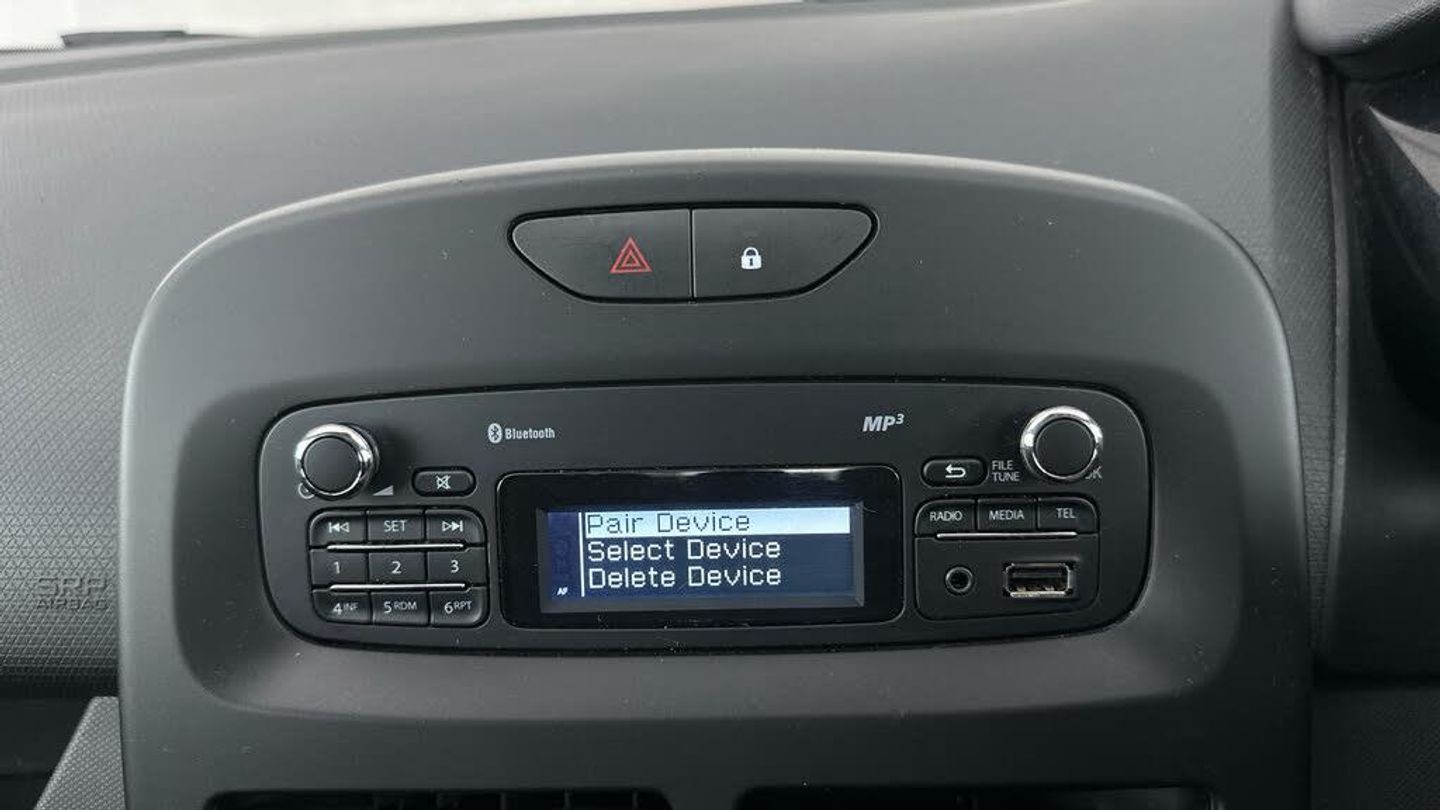 Bluetooth
MP3
FILE
TUNE
OK
SET
RADIO
MEDIA
TEL
Pair Device
Select Device
Delete Device
AF
1
2
3
4 INF
5 RDM
6 RPT
SRP
AIRBAG